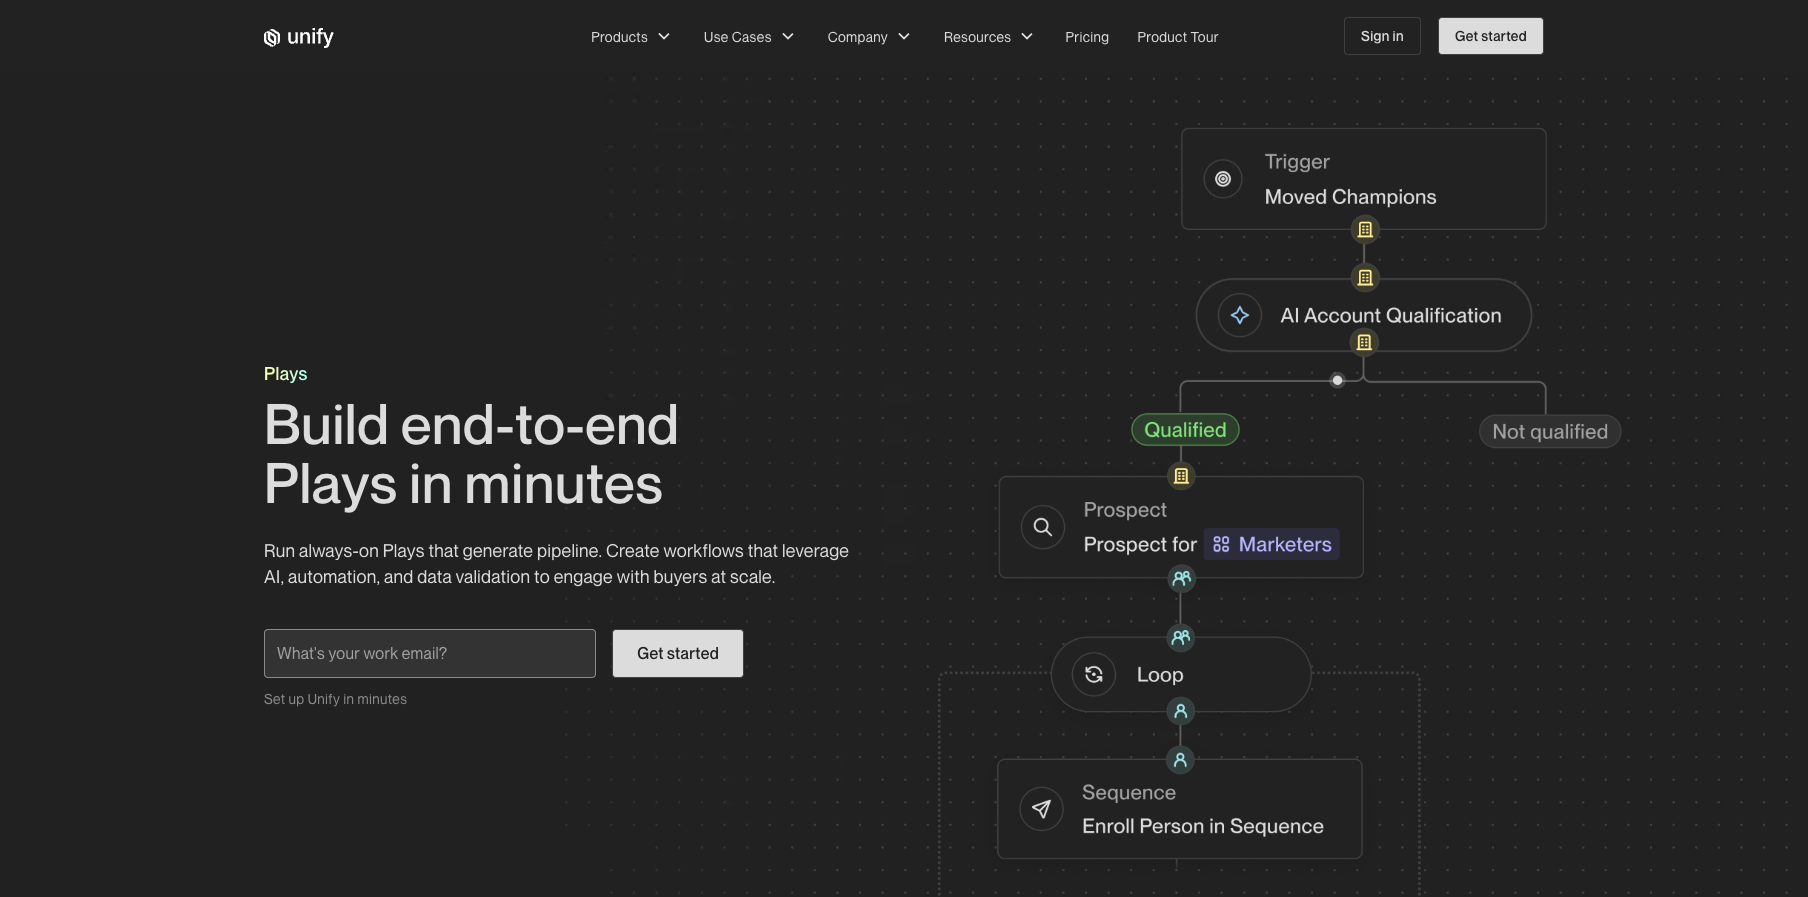 unify
Products
Use Cases
Company
Resources
Pricing
Product Tour
Sign in
Get started
Plays
Build end-to-end
Plays in minutes
Run always-on Plays that generate pipeline. Create workflows that leverage
AI, automation, and data validation to engage with buyers at scale.
What's your work email?
Get started
Set up Unify in minutes
Trigger
Moved Champions
AI Account Qualification
Qualified
Not qualified
Prospect
Prospect for Marketers
Loop
Sequence
Enroll Person in Sequence